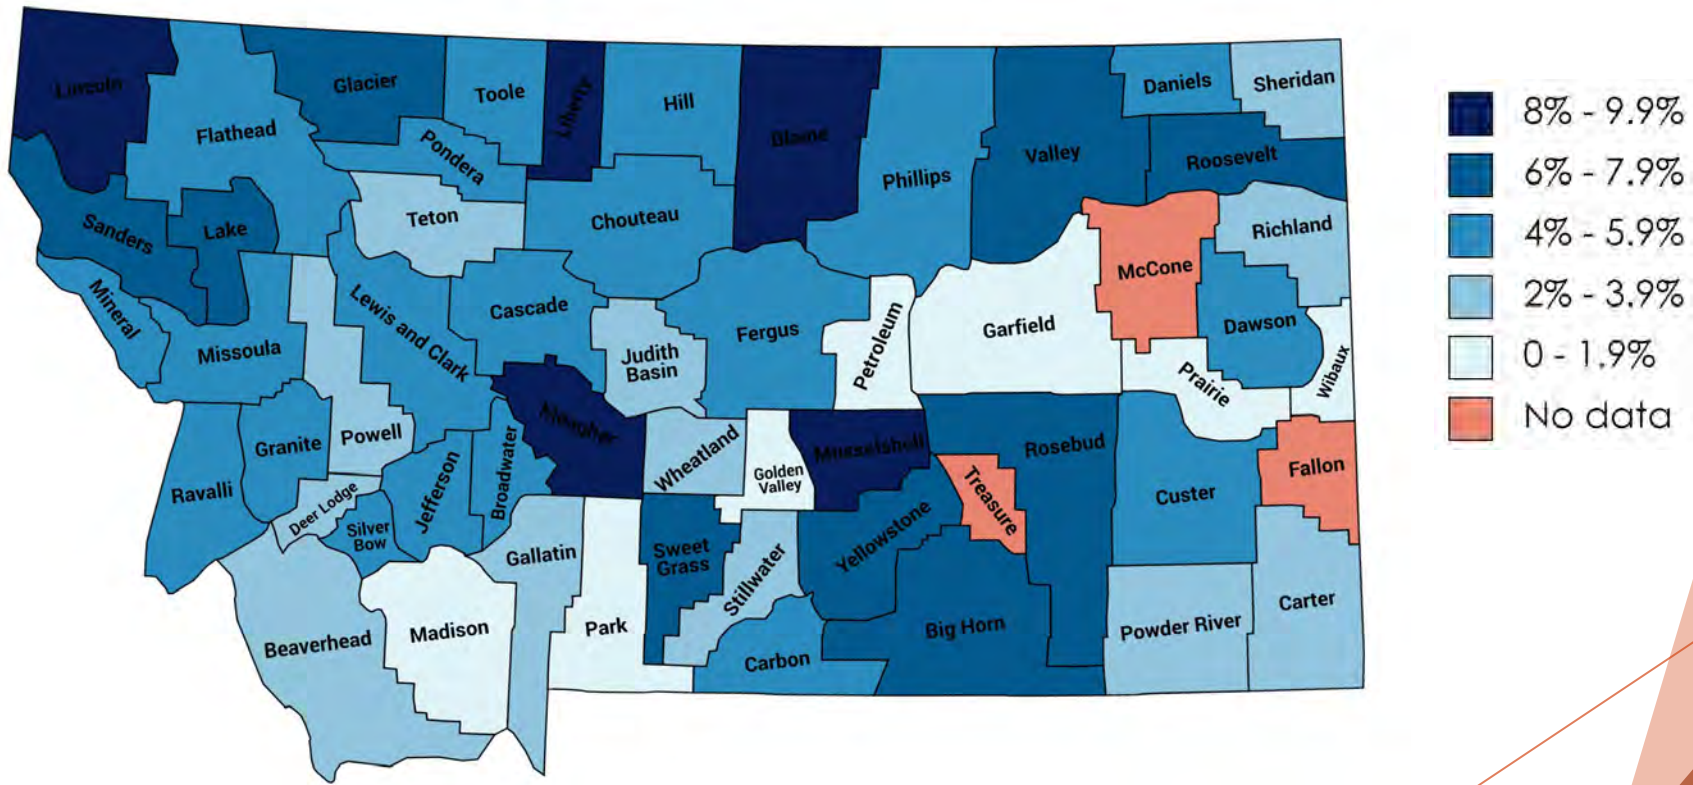 Lincoln
Flathead
Glacier
Toole
Liberty
Hill
Blaine
Phillips
Valley
Daniels
Sheridan
Roosevelt
Pondera
Teton
Chouteau
Sanders
Lake
McCone
Richland
Mineral
Missoula
Lewis and Clark
Cascade
Judith
Basin
Fergus
Petroleum
Garfield
Dawson
Prairie
Wibaux
Ravalli
Granite
Powell
Deer Lodge
Silver
Bow
Jefferson
Broadwater
Meagher
Wheatland
Golden
Valley
Musselshell
Rosebud
Treasure
Custer
Fallon
Beaverhead
Madison
Gallatin
Park
Sweet
Grass
Stillwater
Yellowstone
Carbon
Big Horn
Powder River
Carter
8% - 9.9%
6% - 7.9%
4% - 5.9%
2% - 3.9%
0 - 1.9%
No data